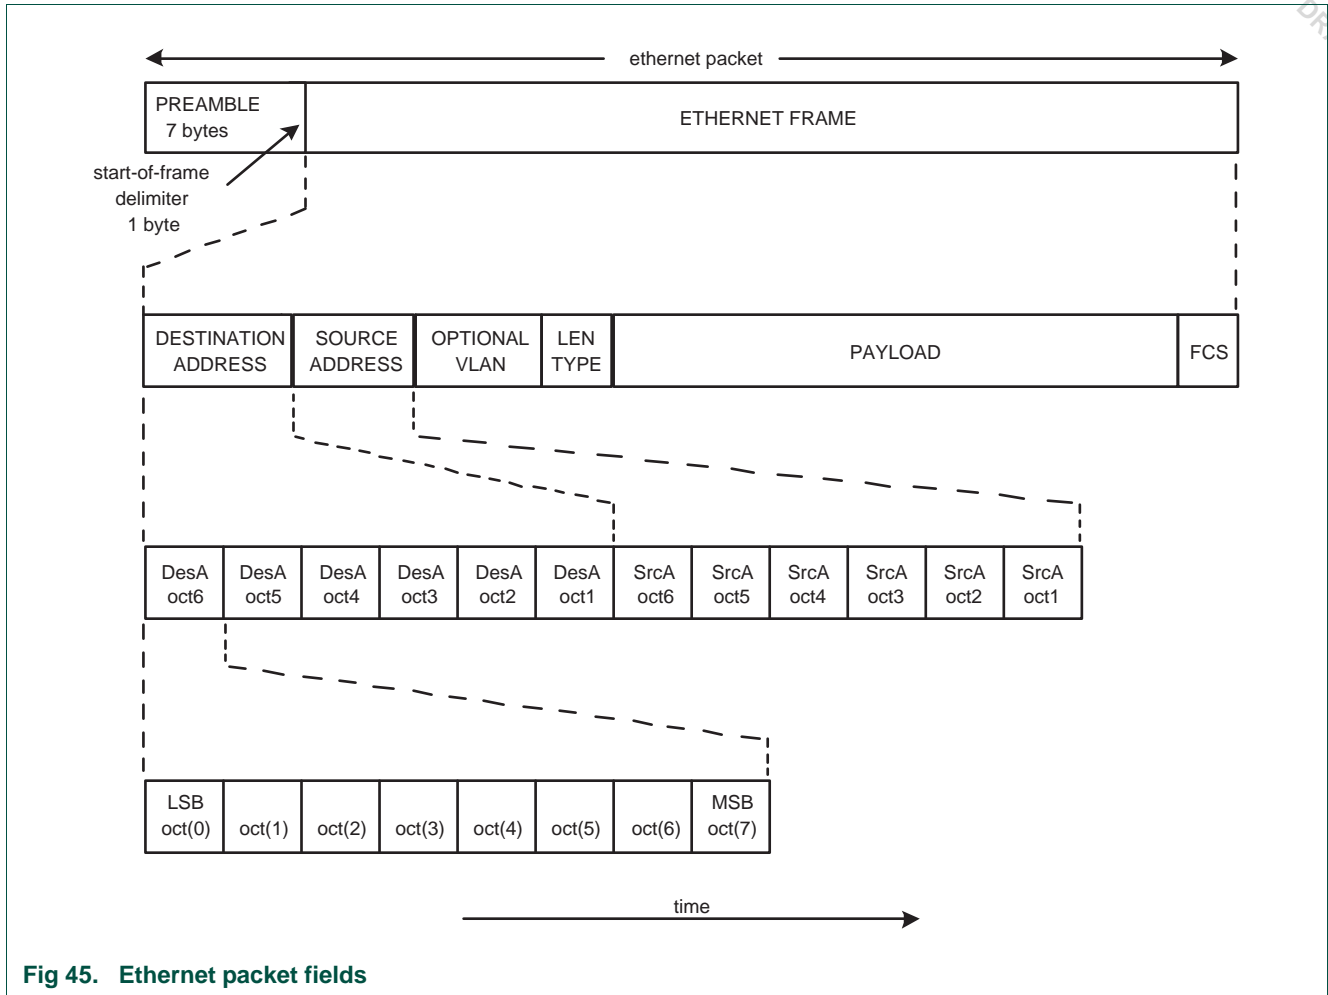 ethernet packet
PREAMBLE
7 bytes
ETHERNET FRAME
start-of-frame
delimiter
1 byte
DESTINATION
ADDRESS
SOURCE
ADDRESS
OPTIONAL
VLAN
LEN
TYPE
PAYLOAD
FCS
DesA
oct6
DesA
oct5
DesA
oct4
DesA
oct3
DesA
oct2
DesA
oct1
SrcA
oct6
SrcA
oct5
SrcA
oct4
SrcA
oct3
SrcA
oct2
SrcA
oct1
LSB
oct(0)
oct(1)
oct(2)
oct(3)
oct(4)
oct(5)
oct(6)
MSB
oct(7)
time
Fig 45. Ethernet packet fields